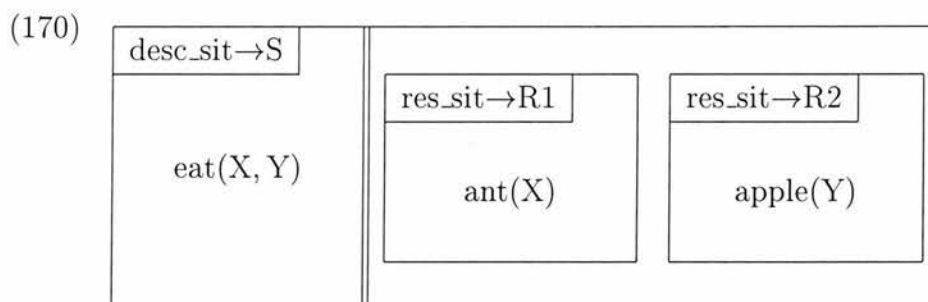 (170)
desc_sit→S
res_sit→R1
res_sit→R2
eat(X, Y)
ant(X)
apple(Y)